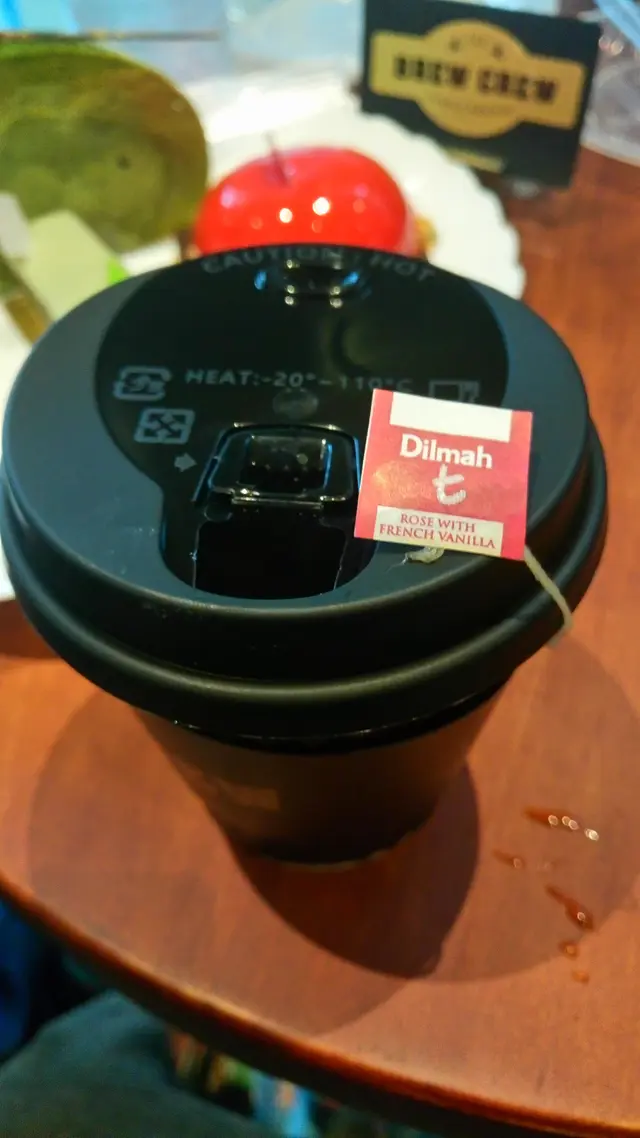 BREW CREW
CAUTION: HOT
HEAT:-20°-110°C
Dilmah
t
ROSE WITH
FRENCH VANILLA